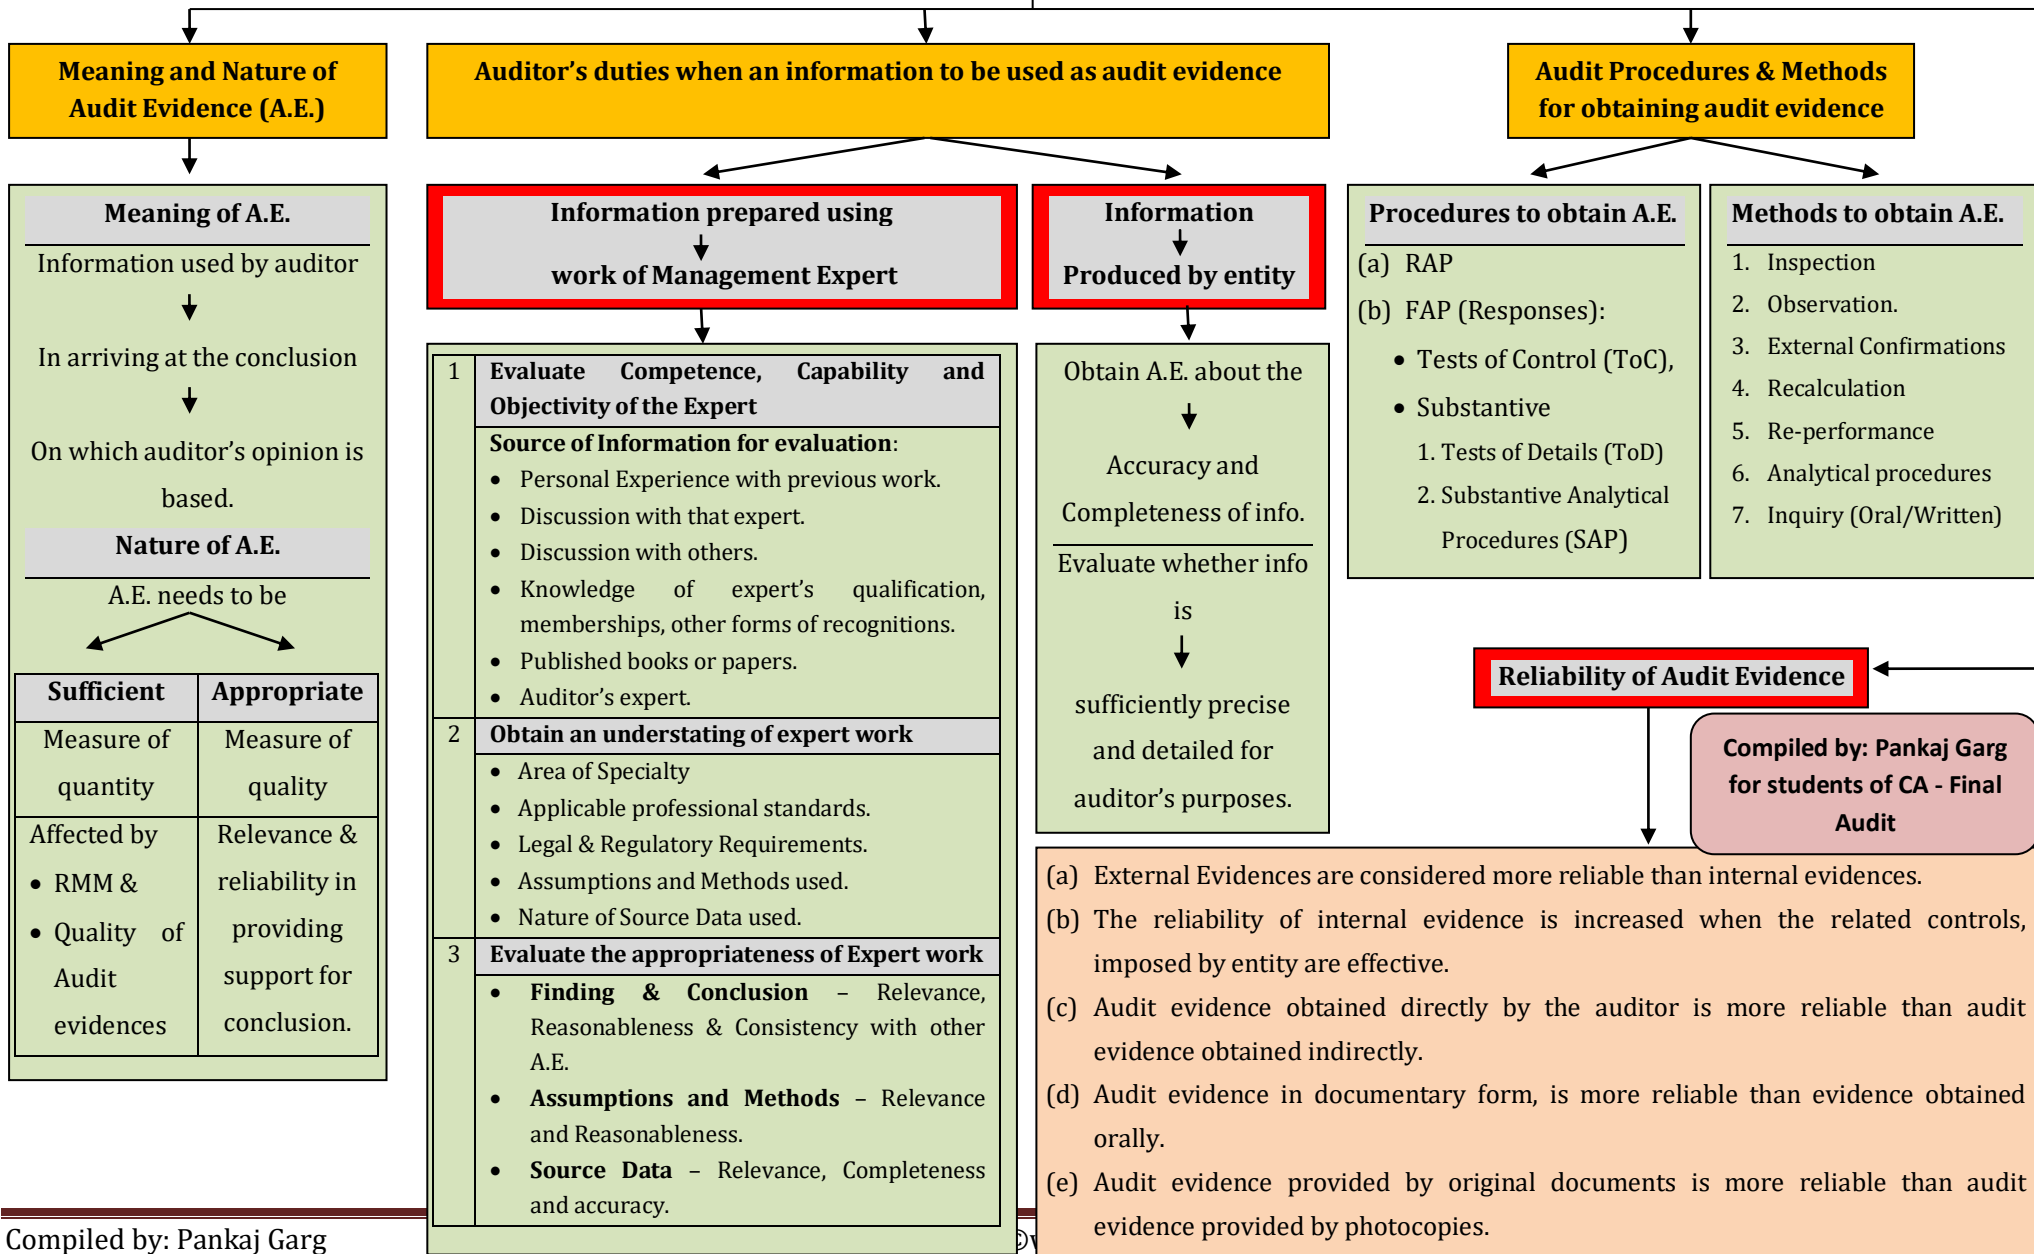 Meaning and Nature of
Audit Evidence (A.E.)
Auditor’s duties when an information to be used as audit evidence
Audit Procedures & Methods
for obtaining audit evidence
Meaning of A.E.
Information used by auditor
In arriving at the conclusion
On which auditor’s opinion is
based.
Nature of A.E.
A.E. needs to be
Sufficient
Appropriate
Measure of
quantity
Measure of
quality
Affected by
• RMM &
• Quality of
Audit
evidences
Relevance &
reliability in
providing
support for
conclusion.
Information prepared using
work of Management Expert
1 Evaluate Competence, Capability and
Objectivity of the Expert
Source of Information for evaluation:
• Personal Experience with previous work.
• Discussion with that expert.
• Discussion with others.
• Knowledge of expert’s qualification,
memberships, other forms of recognitions.
• Published books or papers.
• Auditor’s expert.
2 Obtain an understating of expert work
• Area of Specialty
• Applicable professional standards.
• Legal & Regulatory Requirements.
• Assumptions and Methods used.
• Nature of Source Data used.
3 Evaluate the appropriateness of Expert work
• Finding & Conclusion – Relevance,
Reasonableness & Consistency with other
A.E.
• Assumptions and Methods – Relevance
and Reasonableness.
• Source Data – Relevance, Completeness
and accuracy.
Information
Produced by entity
Obtain A.E. about the
Accuracy and
Completeness of info.
Evaluate whether info
is
sufficiently precise
and detailed for
auditor’s purposes.
Procedures to obtain A.E.
(a) RAP
(b) FAP (Responses):
• Tests of Control (ToC),
• Substantive
1. Tests of Details (ToD)
2. Substantive Analytical
Procedures (SAP)
Methods to obtain A.E.
1. Inspection
2. Observation.
3. External Confirmations
4. Recalculation
5. Re-performance
6. Analytical procedures
7. Inquiry (Oral/Written)
Reliability of Audit Evidence
Compiled by: Pankaj Garg
for students of CA - Final
Audit
(a) External Evidences are considered more reliable than internal evidences.
(b) The reliability of internal evidence is increased when the related controls,
imposed by entity are effective.
(c) Audit evidence obtained directly by the auditor is more reliable than audit
evidence obtained indirectly.
(d) Audit evidence in documentary form, is more reliable than evidence obtained
orally.
(e) Audit evidence provided by original documents is more reliable than audit
evidence provided by photocopies.
Compiled by: Pankaj Garg